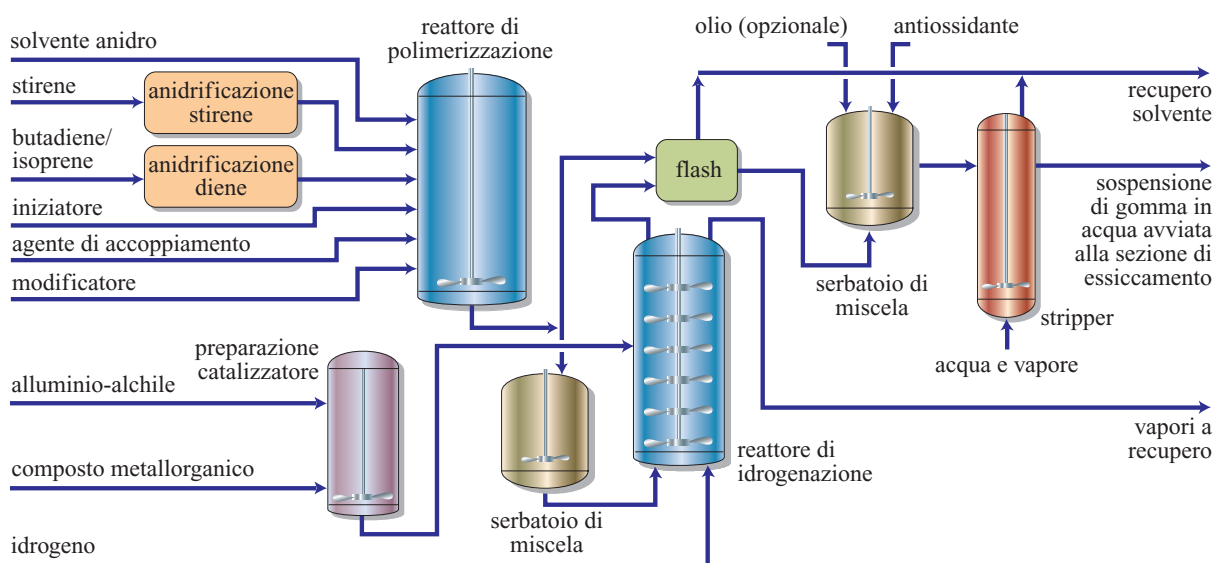 solvente anidro
stirene
butadiene/
isoprene
iniziatore
agente di accoppiamento
modificatore
anidrificazione
stirene
anidrificazione
diene
reattore di
polimerizzazione
olio (opzionale)
antiossidante
flash
recupero
solvente
sospensione
di gomma in
acqua avviata
alla sezione di
essiccamento
serbatoio di
miscela
stripper
acqua e vapore
preparazione
catalizzatore
alluminio-alchile
composto metallorganico
idrogeno
serbatoio di
miscela
reattore di
idrogenazione
vapori a
recupero